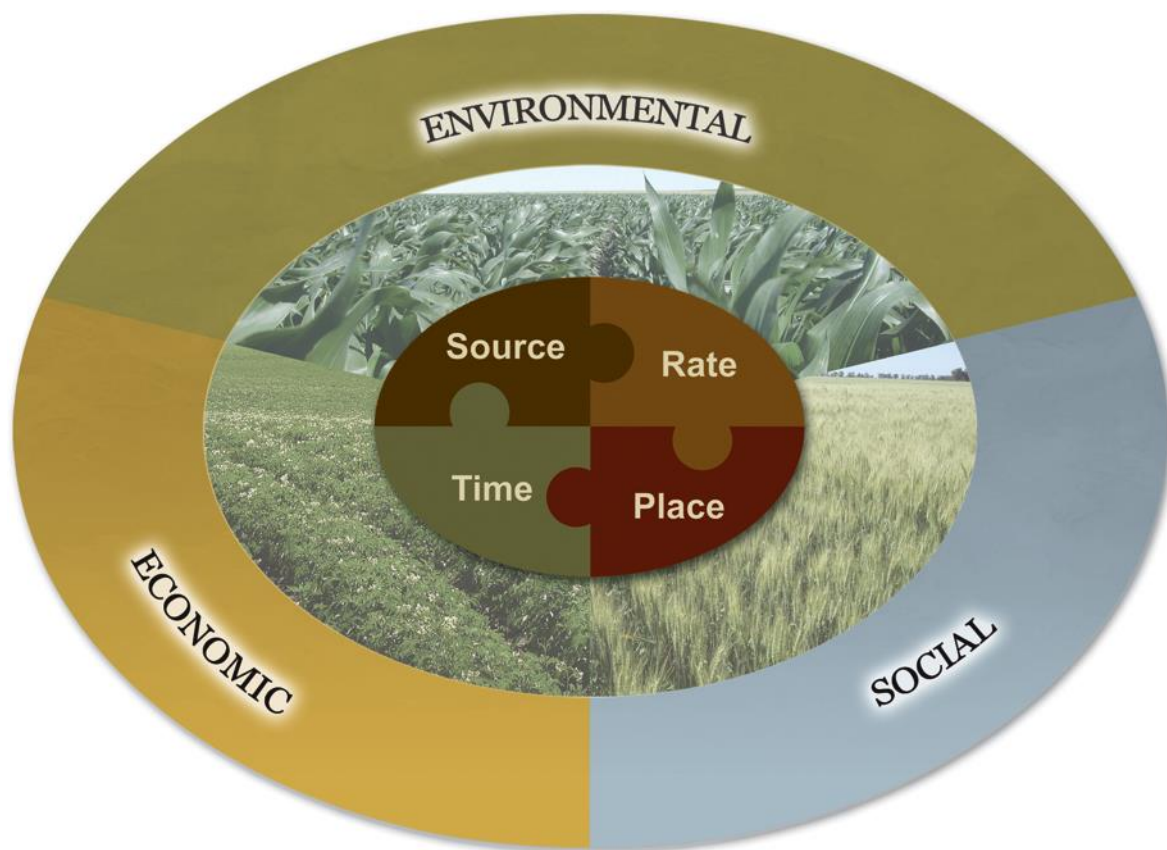 ENVIRONMENTAL
Source
Rate
Time
Place
ECONOMIC
SOCIAL